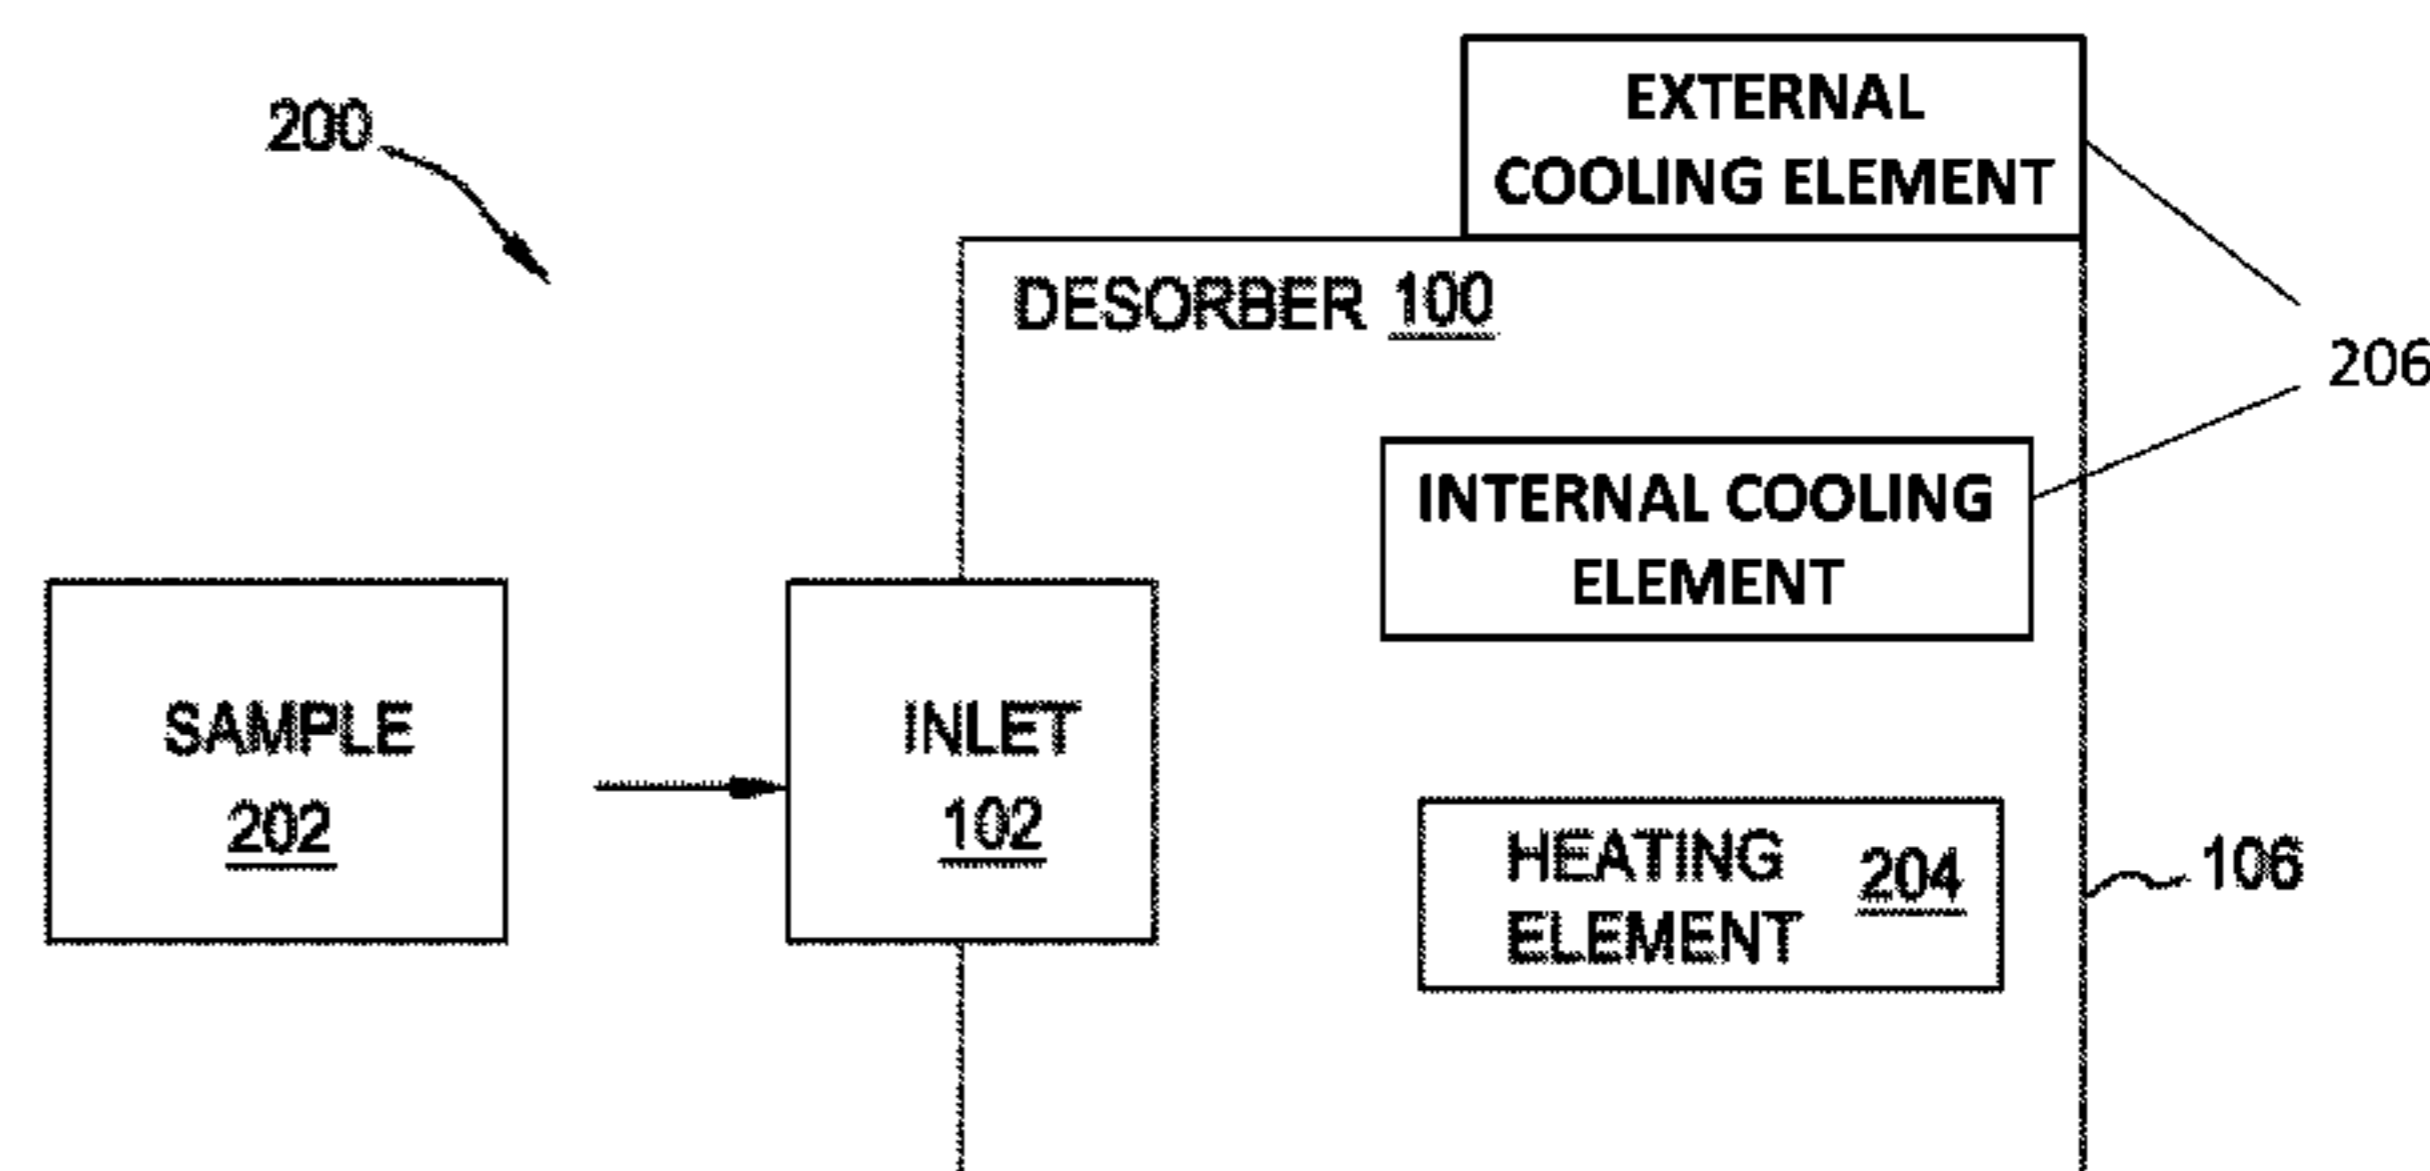 200
EXTERNAL
COOLING ELEMENT
DESORBER 100
206
INTERNAL COOLING
ELEMENT
SAMPLE
202
INLET
102
HEATING
ELEMENT
204
106